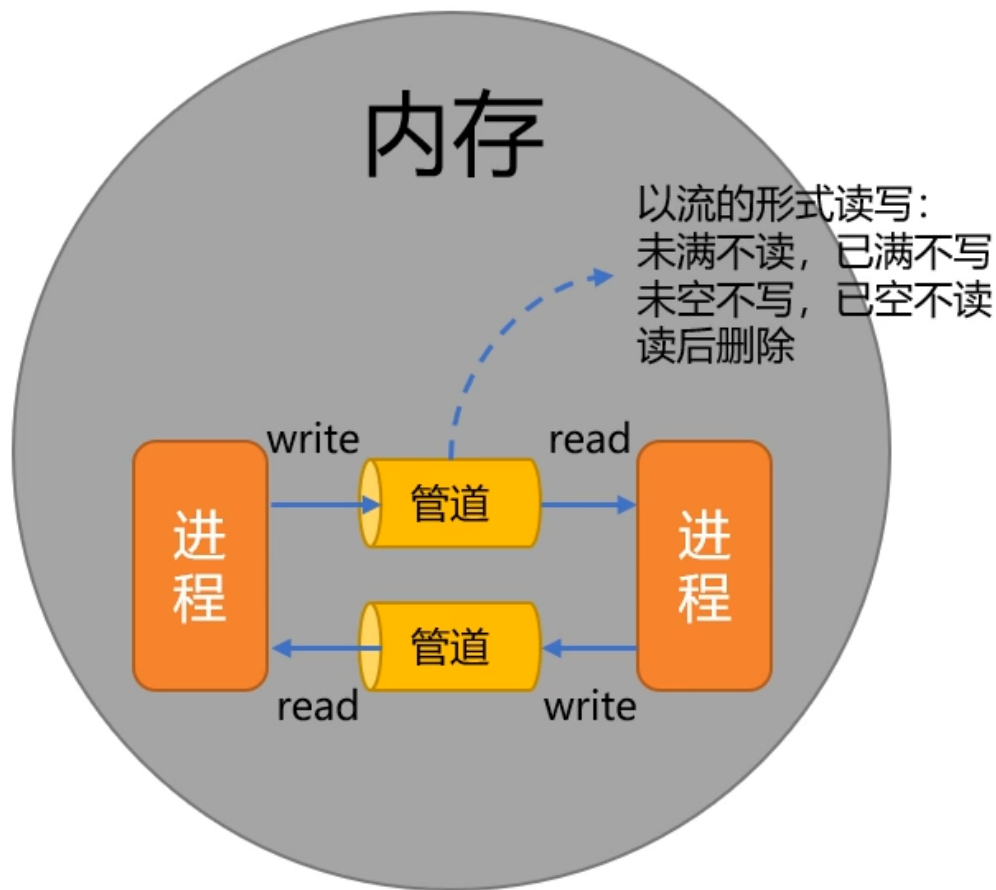 内存
以流的形式读写：
未满不读，已满不写
未空不写，已空不读
读后删除
write
read
进程
管道
进程
管道
read
write